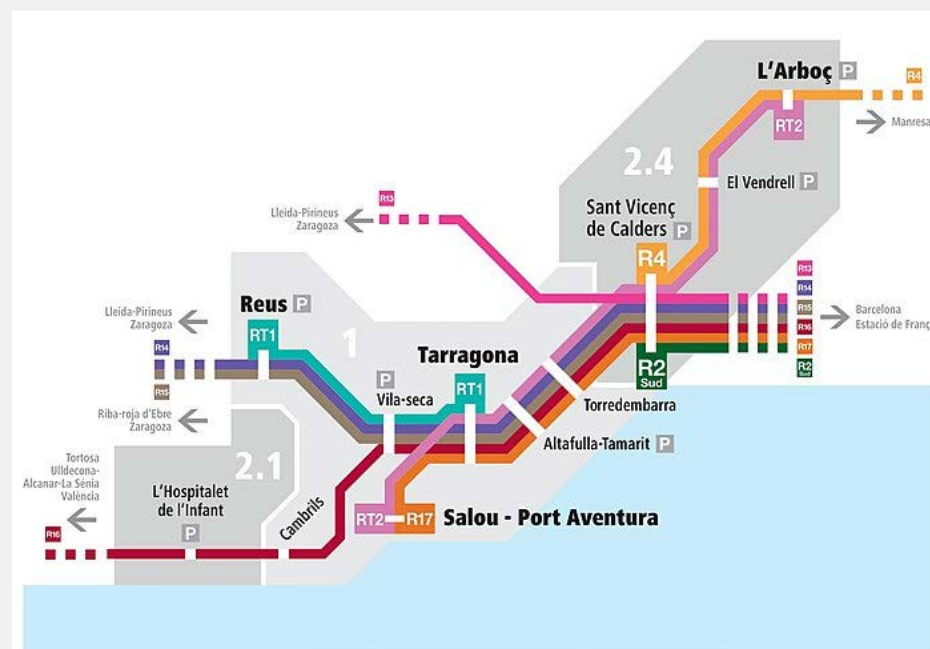 L'Arboç P
R4
RT2
Manresa
2.4
El Vendrell P
Sant Vicenç
de Calders P
R4
R13
Lleida-Pirineus
Zaragoza
Reus P
RT1
Lleida-Pirineus
Zaragoza
R14
R15
Riba-roja d'Ebre
Zaragoza
1
Tarragona
RT1
P
Vila-seca
R13
R14
R15
R16
R17
R2
Sud
Barcelona
R2
Sud
Torredembarra
Altafulla-Tamarit P
2.1
Tortosa
Ulldecona-
Alcanar-La Sénia
València
R16
L'Hospitalet
de l'Infant
P
Cambrils
RT2
R17
Salou - Port Aventura